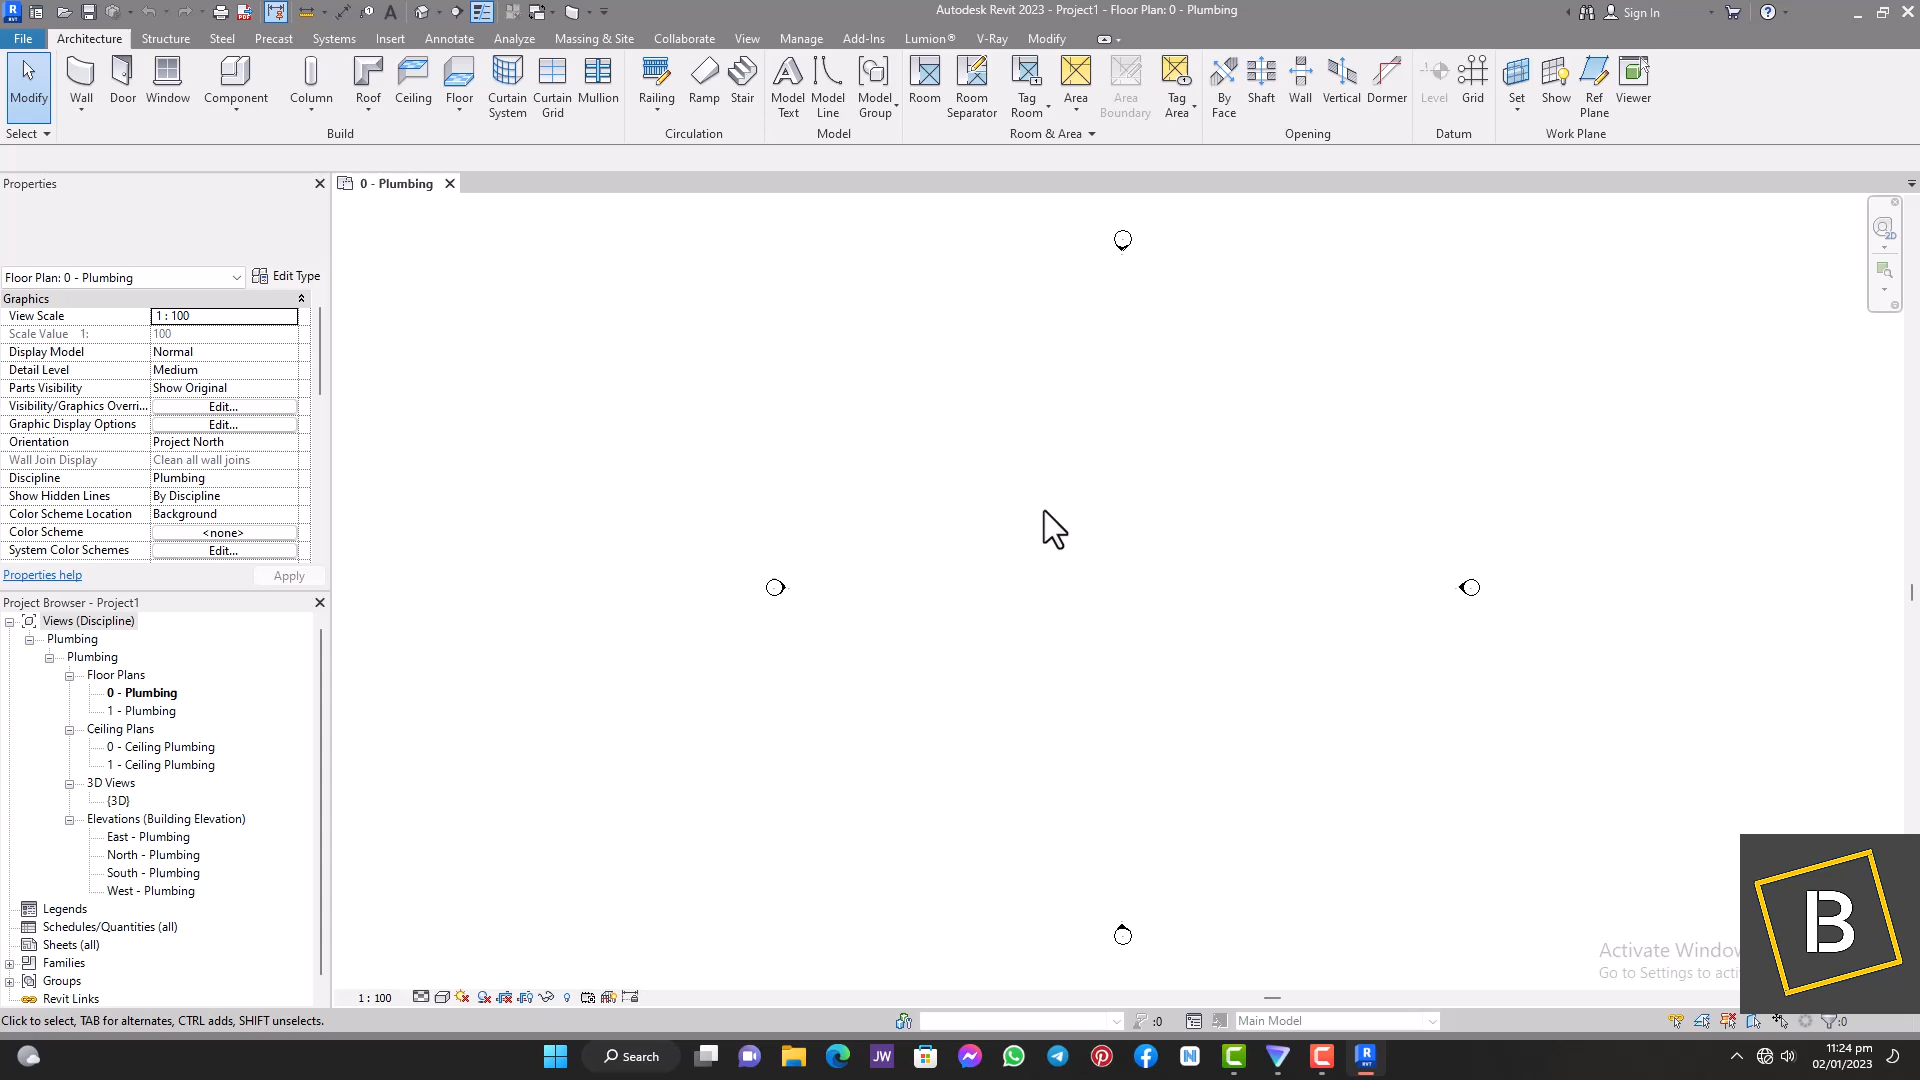 Autodesk Revit 2023 - Project1 - Floor Plan: 0 - Plumbing
Sign In
File Architecture Structure Steel Precast Systems Insert Annotate Analyze Massing & Site Collaborate View Manage Add-Ins Lumion® V-Ray Modify
Modify Wall Door Window Component Column Roof Ceiling Floor Curtain System Curtain Grid Mullion Railing Ramp Stair Model Text Model Line Model Group Room Room Separator Tag Room Area Area Boundary Tag Area By Face Shaft Wall Vertical Dormer Level Grid Set Show Ref Plane Viewer
Select Build Circulation Model Room & Area Opening Datum Work Plane
Properties
0 - Plumbing
Floor Plan: 0 - Plumbing Edit Type
Graphics
View Scale 1 : 100
Scale Value 1: 100
Display Model Normal
Detail Level Medium
Parts Visibility Show Original
Visibility/Graphics Overri... Edit...
Graphic Display Options Edit...
Orientation Project North
Wall Join Display Clean all wall joins
Discipline Plumbing
Show Hidden Lines By Discipline
Color Scheme Location Background
Color Scheme <none>
System Color Schemes Edit...
Properties help Apply
Project Browser - Project1
Views (Discipline)
Plumbing
Plumbing
Floor Plans
0 - Plumbing
1 - Plumbing
Ceiling Plans
0 - Ceiling Plumbing
1 - Ceiling Plumbing
3D Views
{3D}
Elevations (Building Elevation)
East - Plumbing
North - Plumbing
South - Plumbing
West - Plumbing
Legends
Schedules/Quantities (all)
Sheets (all)
Families
Groups
Revit Links
2D
Activate Window
Go to Settings to acti
B
1 : 100
Click to select, TAB for alternates, CTRL adds, SHIFT unselects.
:0
Main Model
:0
Search
JW
11:24 pm
02/01/2023